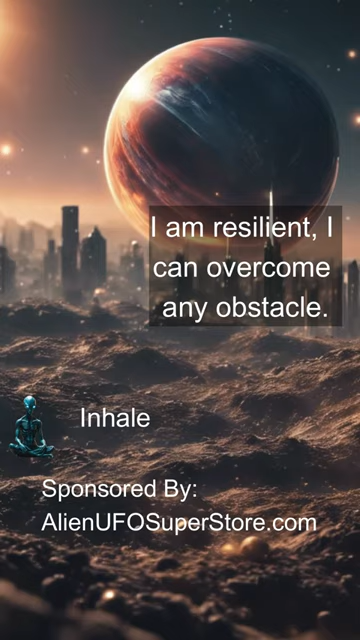 I am resilient, I
can overcome
any obstacle.
Inhale
Sponsored By:
AlienUFOSuperStore.com